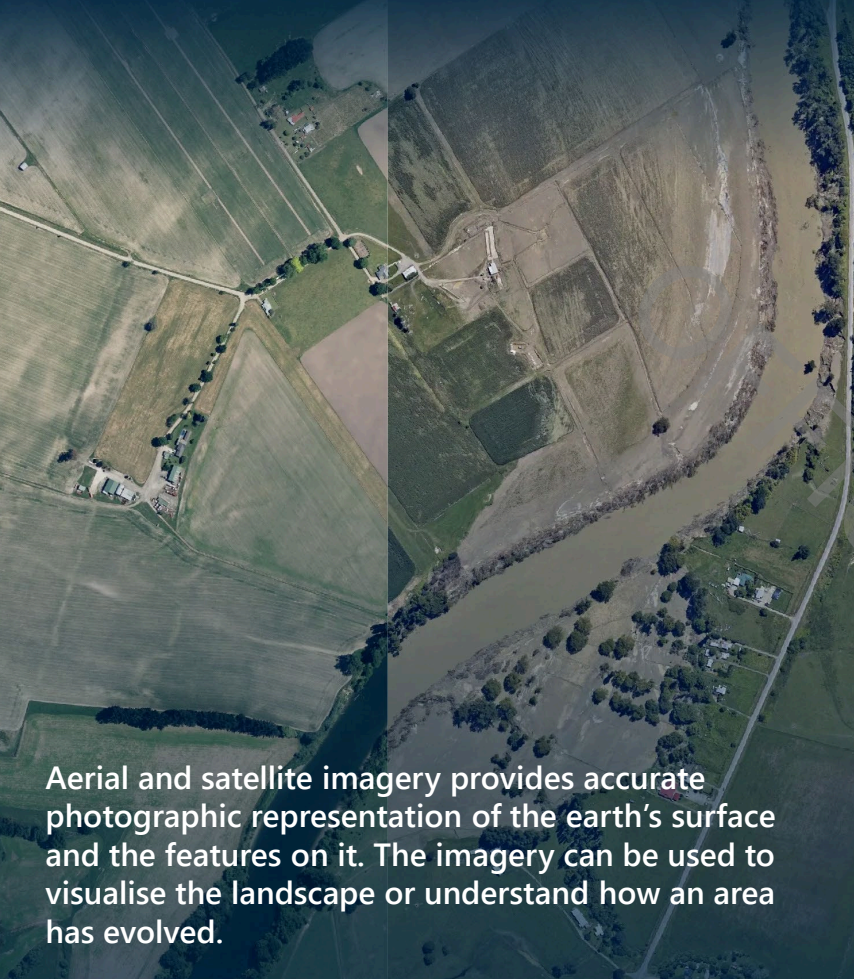 Aerial and satellite imagery provides accurate
photographic representation of the earth’s surface
and the features on it. The imagery can be used to
visualise the landscape or understand how an area
has evolved.